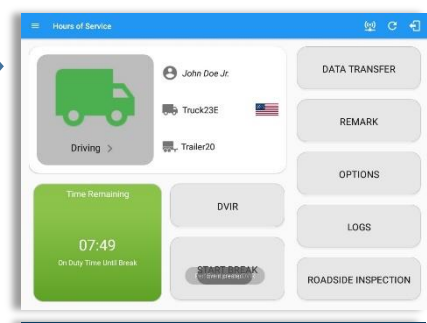 Hours of Service
John Doe Jr.
Truck23E
Trailer20
Driving >
DATA TRANSFER
REMARK
OPTIONS
LOGS
ROADSIDE INSPECTION
Time Remaining
07:49
On Duty Time Until Break
DVIR
START BREAK